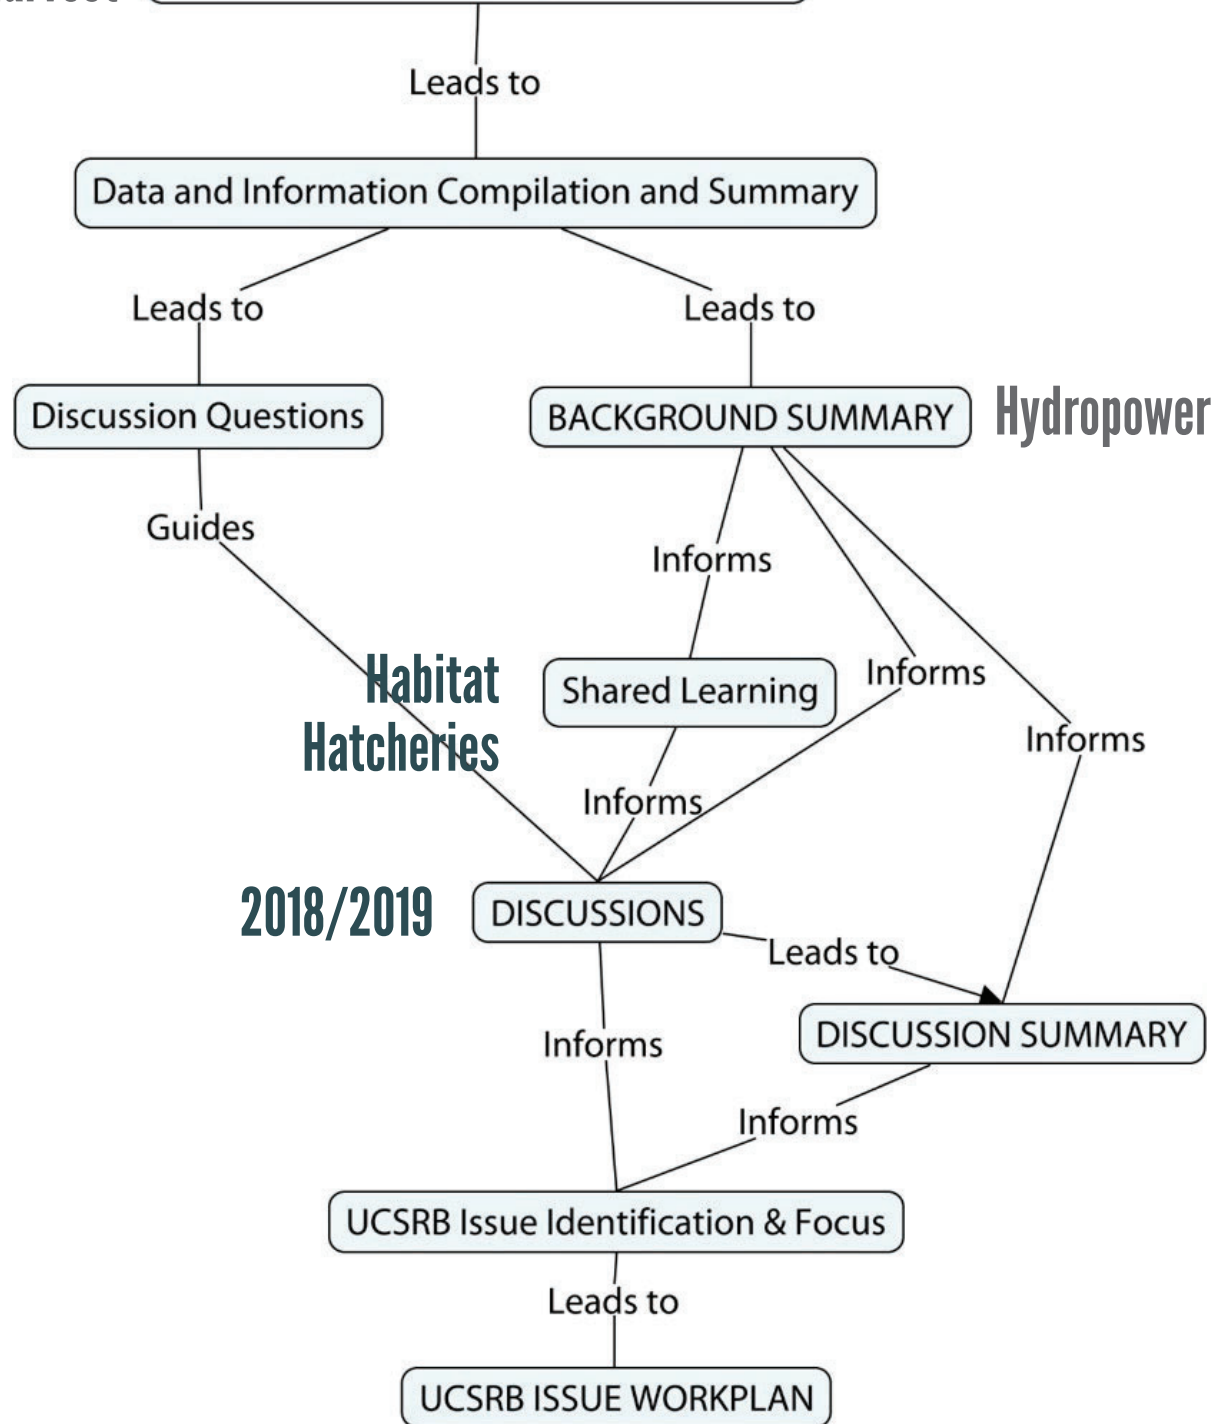 Leads to
Data and Information Compilation and Summary
Leads to
Leads to
Discussion Questions
BACKGROUND SUMMARY
Hydropower
Guides
Informs
Habitat
Hatcheries
Shared Learning
Informs
Informs
Informs
2018/2019
DISCUSSIONS
Leads to
DISCUSSION SUMMARY
Informs
Informs
UCSRB Issue Identification & Focus
Leads to
UCSRB ISSUE WORKPLAN